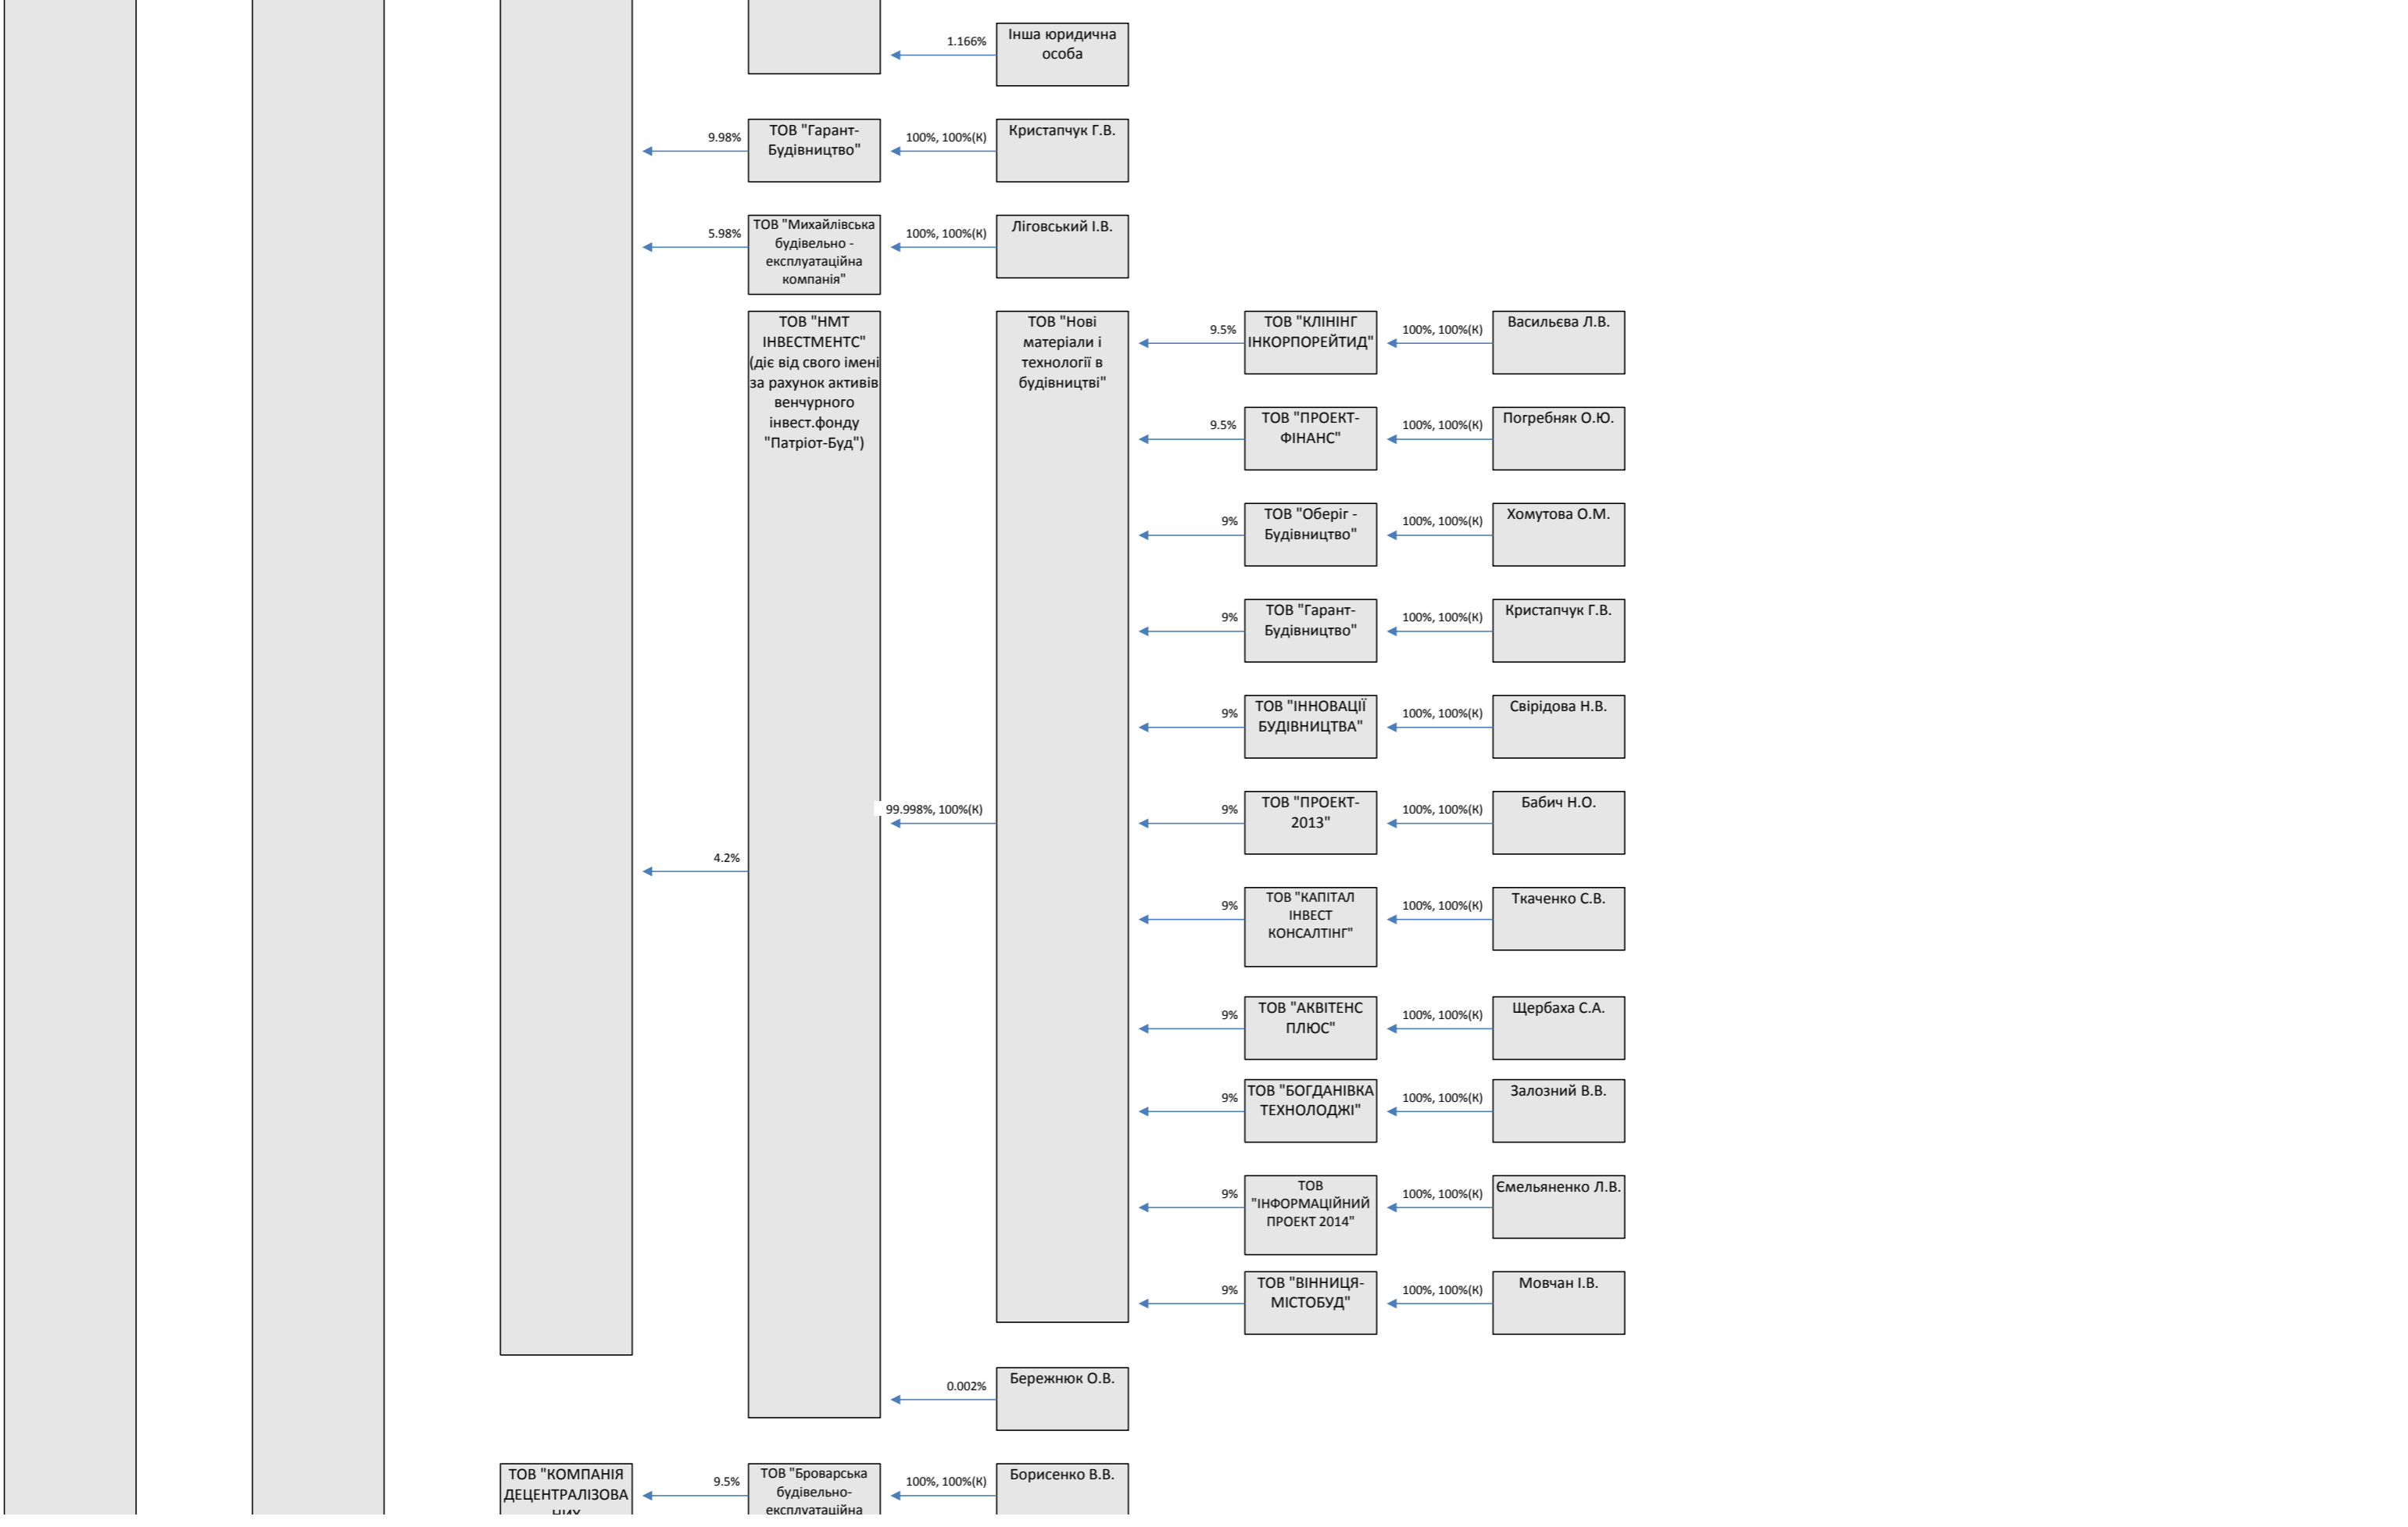 1.166%
Інша юридична
особа
9.98%
ТОВ "Гарант-
Будівництво"
100%, 100%(К)
Кристапчук Г.В.
5.98%
ТОВ "Михайлівська
будівельно -
експлуатаційна
компанія"
100%, 100%(К)
Ліговський І.В.
4.2%
ТОВ "НМТ
ІНВЕСТМЕНТС"
(діє від свого імені
за рахунок активів
венчурного
інвест.фонду
"Патріот-Буд")
99.998%, 100%(К)
ТОВ "Нові
матеріали і
технології в
будівництві"
9.5%
ТОВ "КЛІНІНГ
ІНКОРПОРЕЙТИД"
100%, 100%(К)
Васильєва Л.В.
9.5%
ТОВ "ПРОЕКТ-
ФІНАНС"
100%, 100%(К)
Погребняк О.Ю.
9%
ТОВ "Оберіг -
Будівництво"
100%, 100%(К)
Хомутова О.М.
9%
ТОВ "Гарант-
Будівництво"
100%, 100%(К)
Кристапчук Г.В.
9%
ТОВ "ІННОВАЦІЇ
БУДІВНИЦТВА"
100%, 100%(К)
Свірідова Н.В.
9%
ТОВ "ПРОЕКТ-
2013"
100%, 100%(К)
Бабич Н.О.
9%
ТОВ "КАПІТАЛ
ІНВЕСТ
КОНСАЛТІНГ"
100%, 100%(К)
Ткаченко С.В.
9%
ТОВ "АКВІТЕНС
ПЛЮС"
100%, 100%(К)
Щербаха С.А.
9%
ТОВ "БОГДАНІВКА
ТЕХНОЛОДЖІ"
100%, 100%(К)
Залозний В.В.
9%
ТОВ
"ІНФОРМАЦІЙНИЙ
ПРОЕКТ 2014"
100%, 100%(К)
Ємельяненко Л.В.
9%
ТОВ "ВІННИЦЯ-
МІСТОБУД"
100%, 100%(К)
Мовчан І.В.
0.002%
Бережнюк О.В.
ТОВ "КОМПАНІЯ
ДЕЦЕНТРАЛІЗОВА
НИХ
9.5%
ТОВ "Броварська
будівельно-
експлуатаційна
100%, 100%(К)
Борисенко В.В.